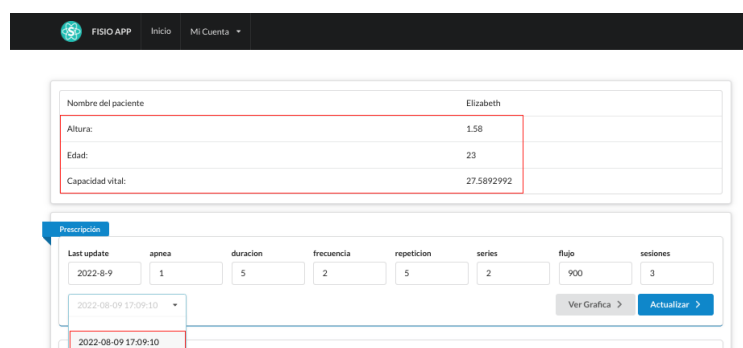 FISIO APP Inicio Mi Cuenta
Nombre del paciente Elizabeth
Altura: 1.58
Edad: 23
Capacidad vital: 27.5892992
Prescripción
Last update apnea duracion frecuencia repeticion series flujo sesiones
2022-8-9 1 5 2 5 2 900 3
2022-08-09 17:09:10 Ver Grafica Actualizar
2022-08-09 17:09:10